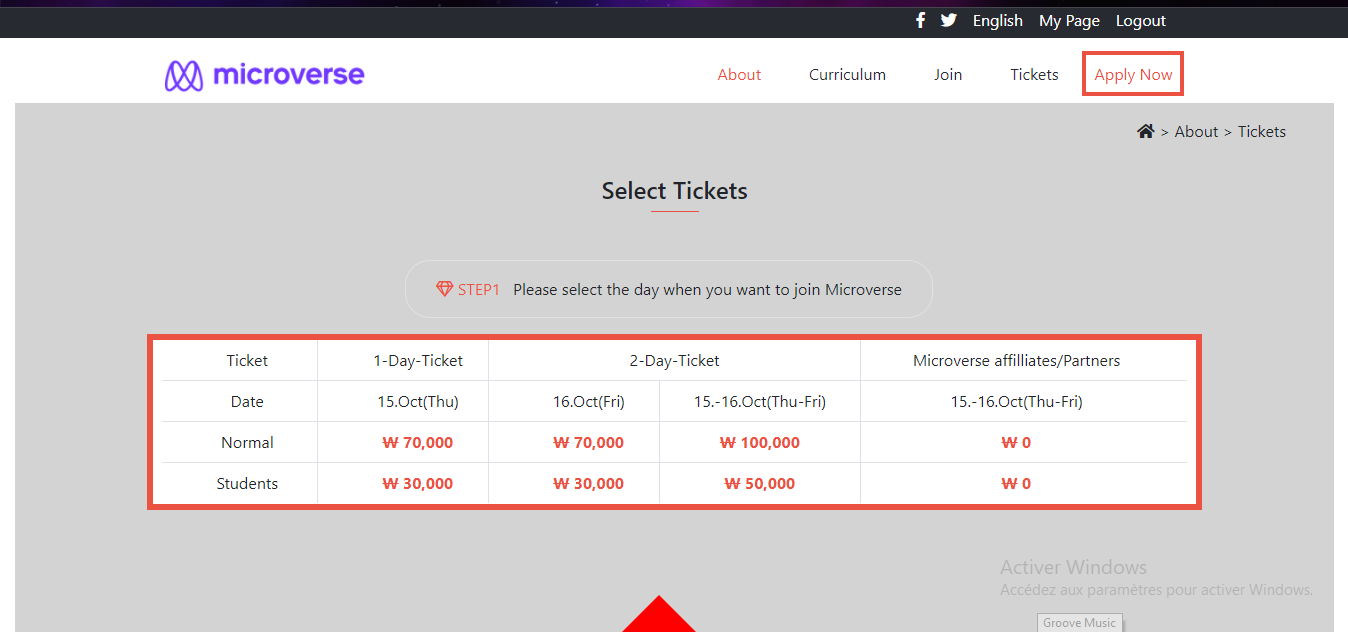 English My Page Logout
microverse
About Curriculum Join Tickets Apply Now
> About > Tickets
Select Tickets
STEP1 Please select the day when you want to join Microverse
Ticket 1-Day-Ticket 2-Day-Ticket Microverse affilliates/Partners
Date 15.Oct(Thu) 16.Oct(Fri) 15.-16.Oct(Thu-Fri) 15.-16.Oct(Thu-Fri)
Normal ₩ 70,000 ₩ 70,000 ₩ 100,000 ₩ 0
Students ₩ 30,000 ₩ 30,000 ₩ 50,000 ₩ 0
Activer Windows
Accédez aux paramètres pour activer Windows.
Groove Music